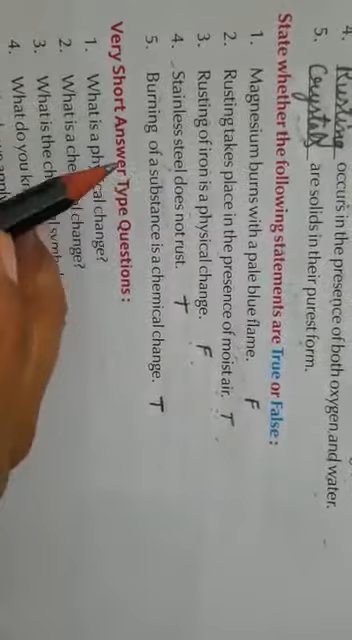 4. Rusting occurs in the presence of both oxygen and water.
5. Crystals are solids in their purest form.
State whether the following statements are True or False :
1. Magnesium burns with a pale blue flame. F
2. Rusting takes place in the presence of moist air. T
3. Rusting of iron is a physical change. F
4. Stainless steel does not rust. T
5. Burning of a substance is a chemical change. T
Very Short Answer Type Questions :
1. What is a physical change?
2. What is a change?
3. What is the
4. What do you